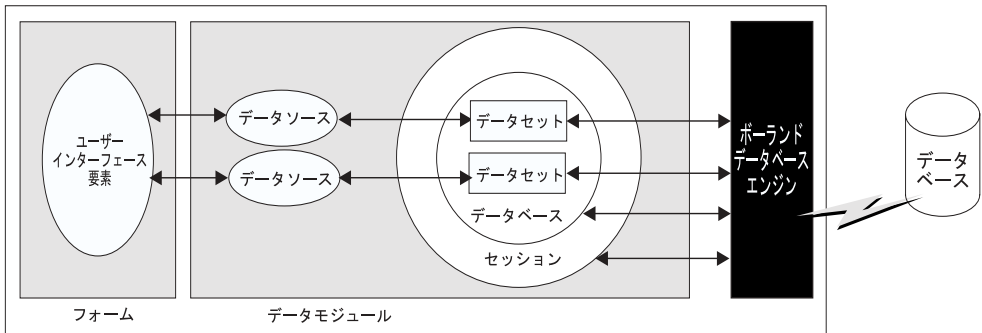 ユーザー
インターフェース
要素
データソース
データソース
データセット
データセット
データベース
セッション
ボーランド
データベース
エンジン
データ
ベース
フォーム
データモジュール